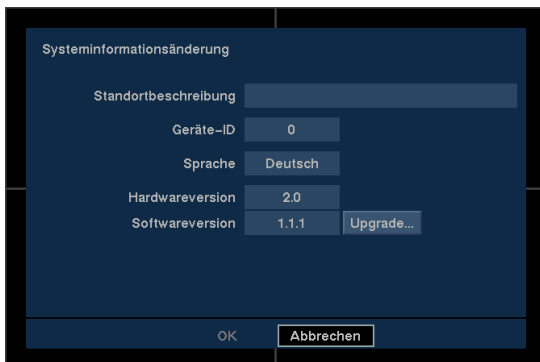 Systeminformationsänderung
Standortbeschreibung
Geräte-ID 0
Sprache Deutsch
Hardwareversion 2.0
Softwareversion 1.1.1 Upgrade...
OK Abbrechen